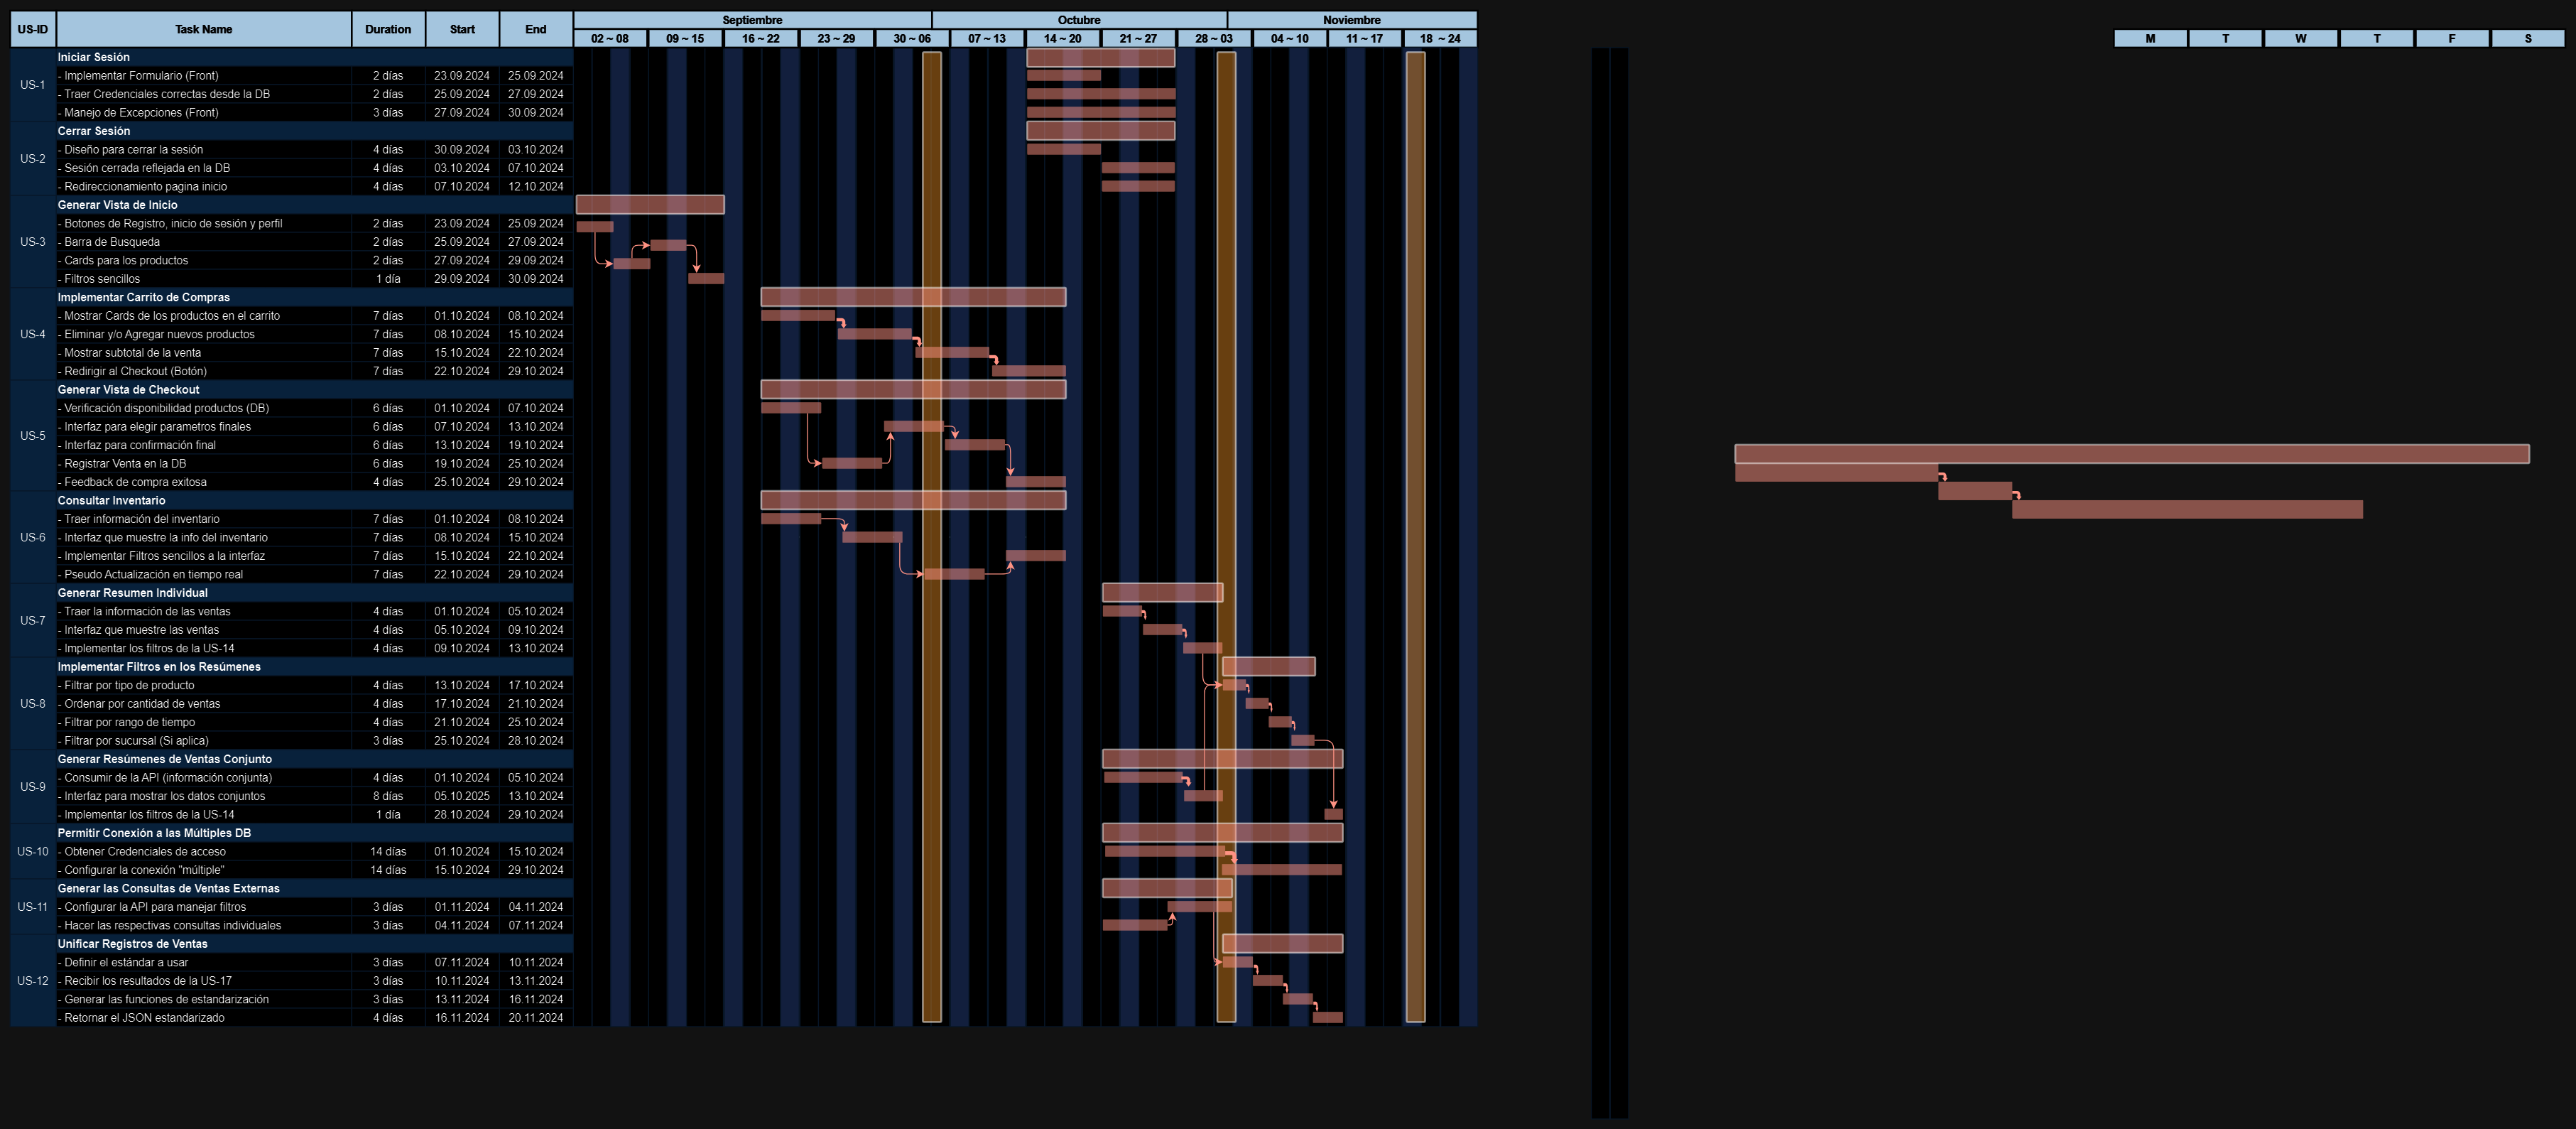 US-ID Task Name Duration Start End Septiembre Octubre Noviembre
02 ~ 08 09 ~ 15 16 ~ 22 23 ~ 29 30 ~ 06 07 ~ 13 14 ~ 20 21 ~ 27 28 ~ 03 04 ~ 10 11 ~ 17 18 ~ 24 M T W T F S
US-1
Iniciar Sesión
- Implementar Formulario (Front) 2 días 23.09.2024 25.09.2024
- Traer Credenciales correctas desde la DB 2 días 25.09.2024 27.09.2024
- Manejo de Excepciones (Front) 3 días 27.09.2024 30.09.2024
US-2
Cerrar Sesión
- Diseño para cerrar la sesión 4 días 30.09.2024 03.10.2024
- Sesión cerrada reflejada en la DB 4 días 03.10.2024 07.10.2024
- Redireccionamiento pagina inicio 4 días 07.10.2024 12.10.2024
US-3
Generar Vista de Inicio
- Botones de Registro, inicio de sesión y perfil 2 días 23.09.2024 25.09.2024
- Barra de Busqueda 2 días 25.09.2024 27.09.2024
- Cards para los productos 2 días 27.09.2024 29.09.2024
- Filtros sencillos 1 día 29.09.2024 30.09.2024
US-4
Implementar Carrito de Compras
- Mostrar Cards de los productos en el carrito 7 días 01.10.2024 08.10.2024
- Eliminar y/o Agregar nuevos productos 7 días 08.10.2024 15.10.2024
- Mostrar subtotal de la venta 7 días 15.10.2024 22.10.2024
- Redirigir al Checkout (Botón) 7 días 22.10.2024 29.10.2024
US-5
Generar Vista de Checkout
- Verificación disponibilidad productos (DB) 6 días 01.10.2024 07.10.2024
- Interfaz para elegir parametros finales 6 días 07.10.2024 13.10.2024
- Interfaz para confirmación final 6 días 13.10.2024 19.10.2024
- Registrar Venta en la DB 6 días 19.10.2024 25.10.2024
- Feedback de compra exitosa 4 días 25.10.2024 29.10.2024
US-6
Consultar Inventario
- Traer información del inventario 7 días 01.10.2024 08.10.2024
- Interfaz que muestre la info del inventario 7 días 08.10.2024 15.10.2024
- Implementar Filtros sencillos a la interfaz 7 días 15.10.2024 22.10.2024
- Pseudo Actualización en tiempo real 7 días 22.10.2024 29.10.2024
US-7
Generar Resumen Individual
- Traer la información de las ventas 4 días 01.10.2024 05.10.2024
- Interfaz que muestre las ventas 4 días 05.10.2024 09.10.2024
- Implementar los filtros de la US-14 4 días 09.10.2024 13.10.2024
US-8
Implementar Filtros en los Resúmenes
- Filtrar por tipo de producto 4 días 13.10.2024 17.10.2024
- Ordenar por cantidad de ventas 4 días 17.10.2024 21.10.2024
- Filtrar por rango de tiempo 4 días 21.10.2024 25.10.2024
- Filtrar por sucursal (Si aplica) 3 días 25.10.2024 28.10.2024
US-9
Generar Resúmenes de Ventas Conjunto
- Consumir de la API (información conjunta) 4 días 01.10.2024 05.10.2024
- Interfaz para mostrar los datos conjuntos 8 días 05.10.2025 13.10.2024
- Implementar los filtros de la US-14 1 día 28.10.2024 29.10.2024
US-10
Permitir Conexión a las Múltiples DB
- Obtener Credenciales de acceso 14 días 01.10.2024 15.10.2024
- Configurar la conexión "múltiple" 14 días 15.10.2024 29.10.2024
US-11
Generar las Consultas de Ventas Externas
- Configurar la API para manejar filtros 3 días 01.11.2024 04.11.2024
- Hacer las respectivas consultas individuales 3 días 04.11.2024 07.11.2024
US-12
Unificar Registros de Ventas
- Definir el estándar a usar 3 días 07.11.2024 10.11.2024
- Recibir los resultados de la US-17 3 días 10.11.2024 13.11.2024
- Generar las funciones de estandarización 3 días 13.11.2024 16.11.2024
- Retornar el JSON estandarizado 4 días 16.11.2024 20.11.2024